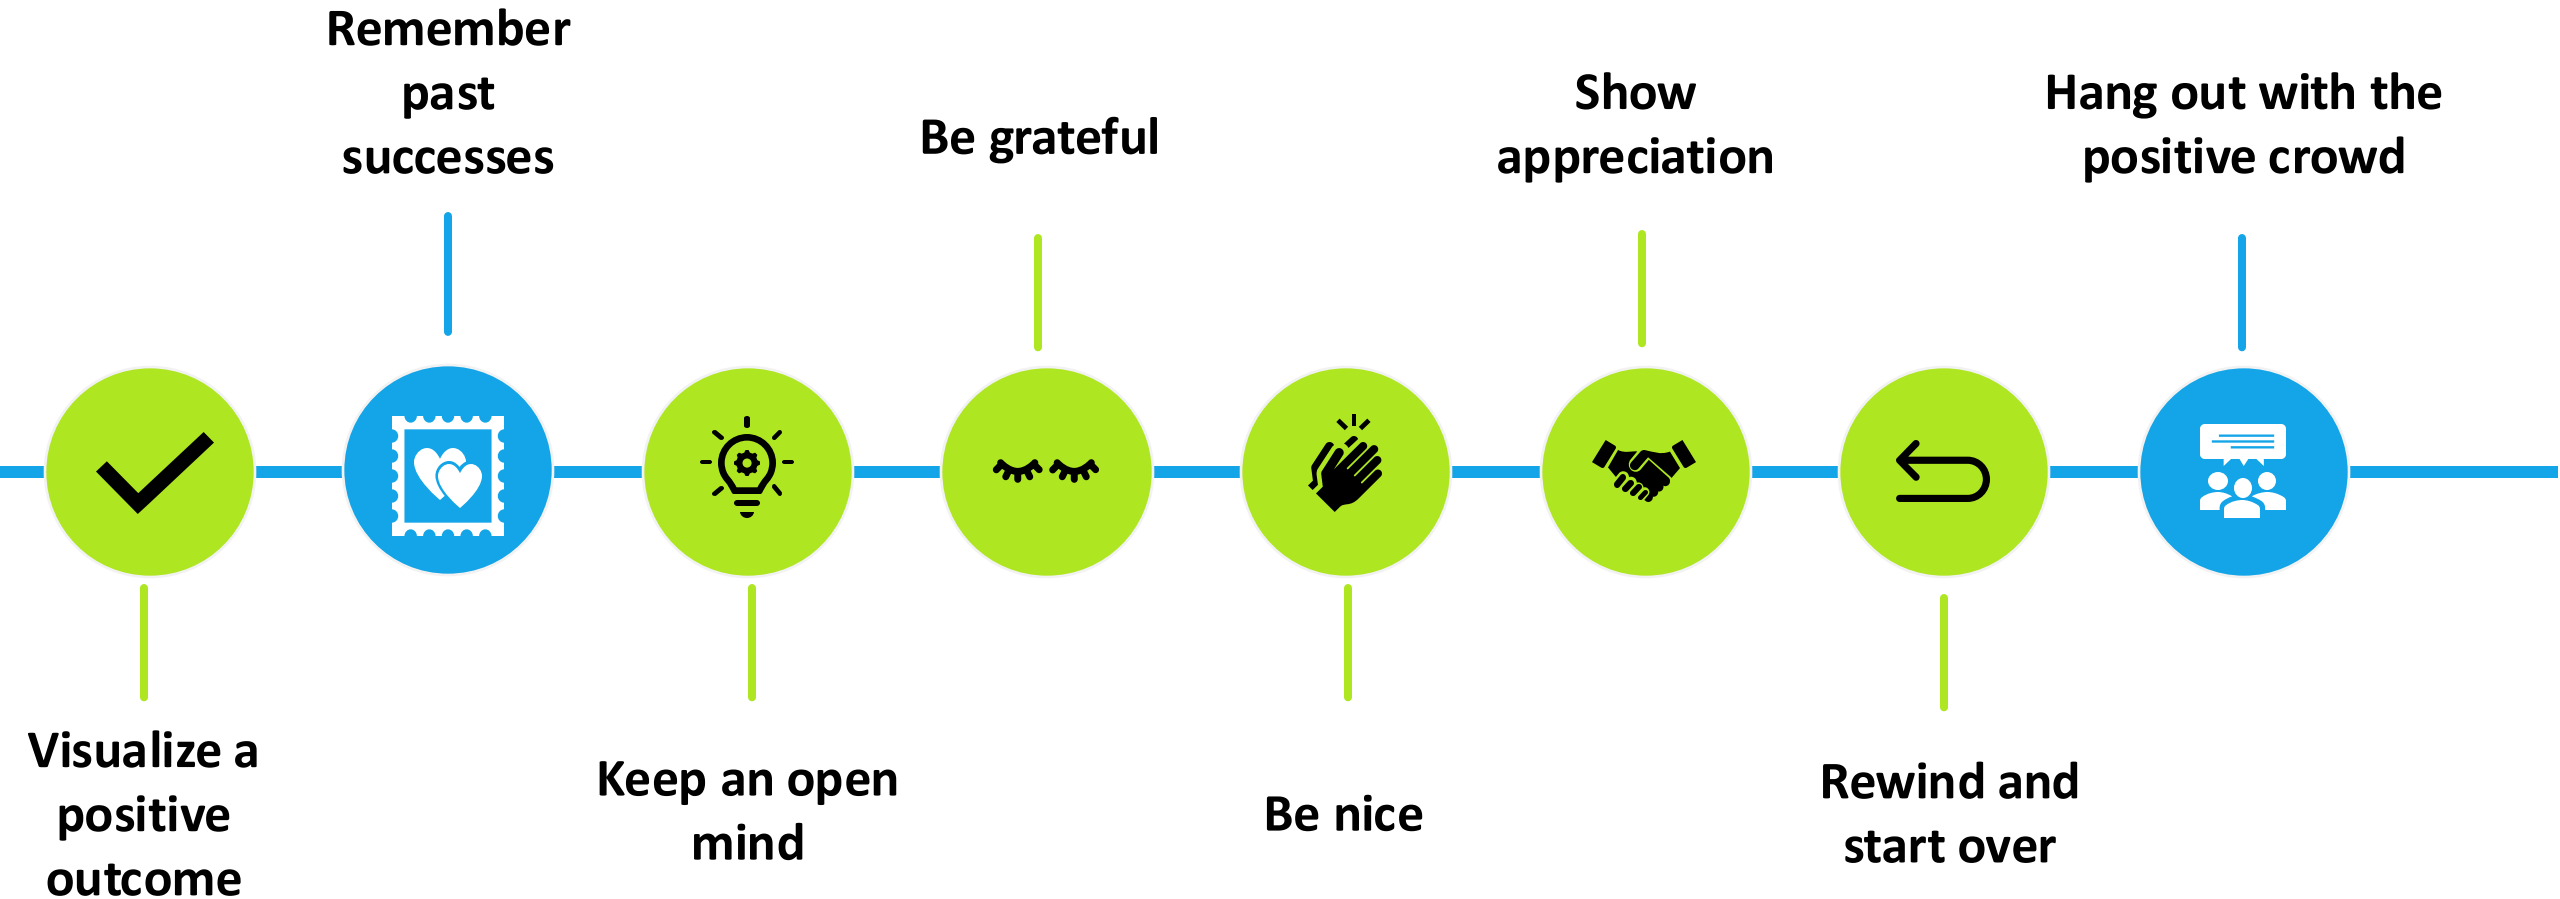 Visualize a
positive
outcome
Remember
past
successes
Keep an open
mind
Be grateful
Be nice
Show
appreciation
Rewind and
start over
Hang out with the
positive crowd